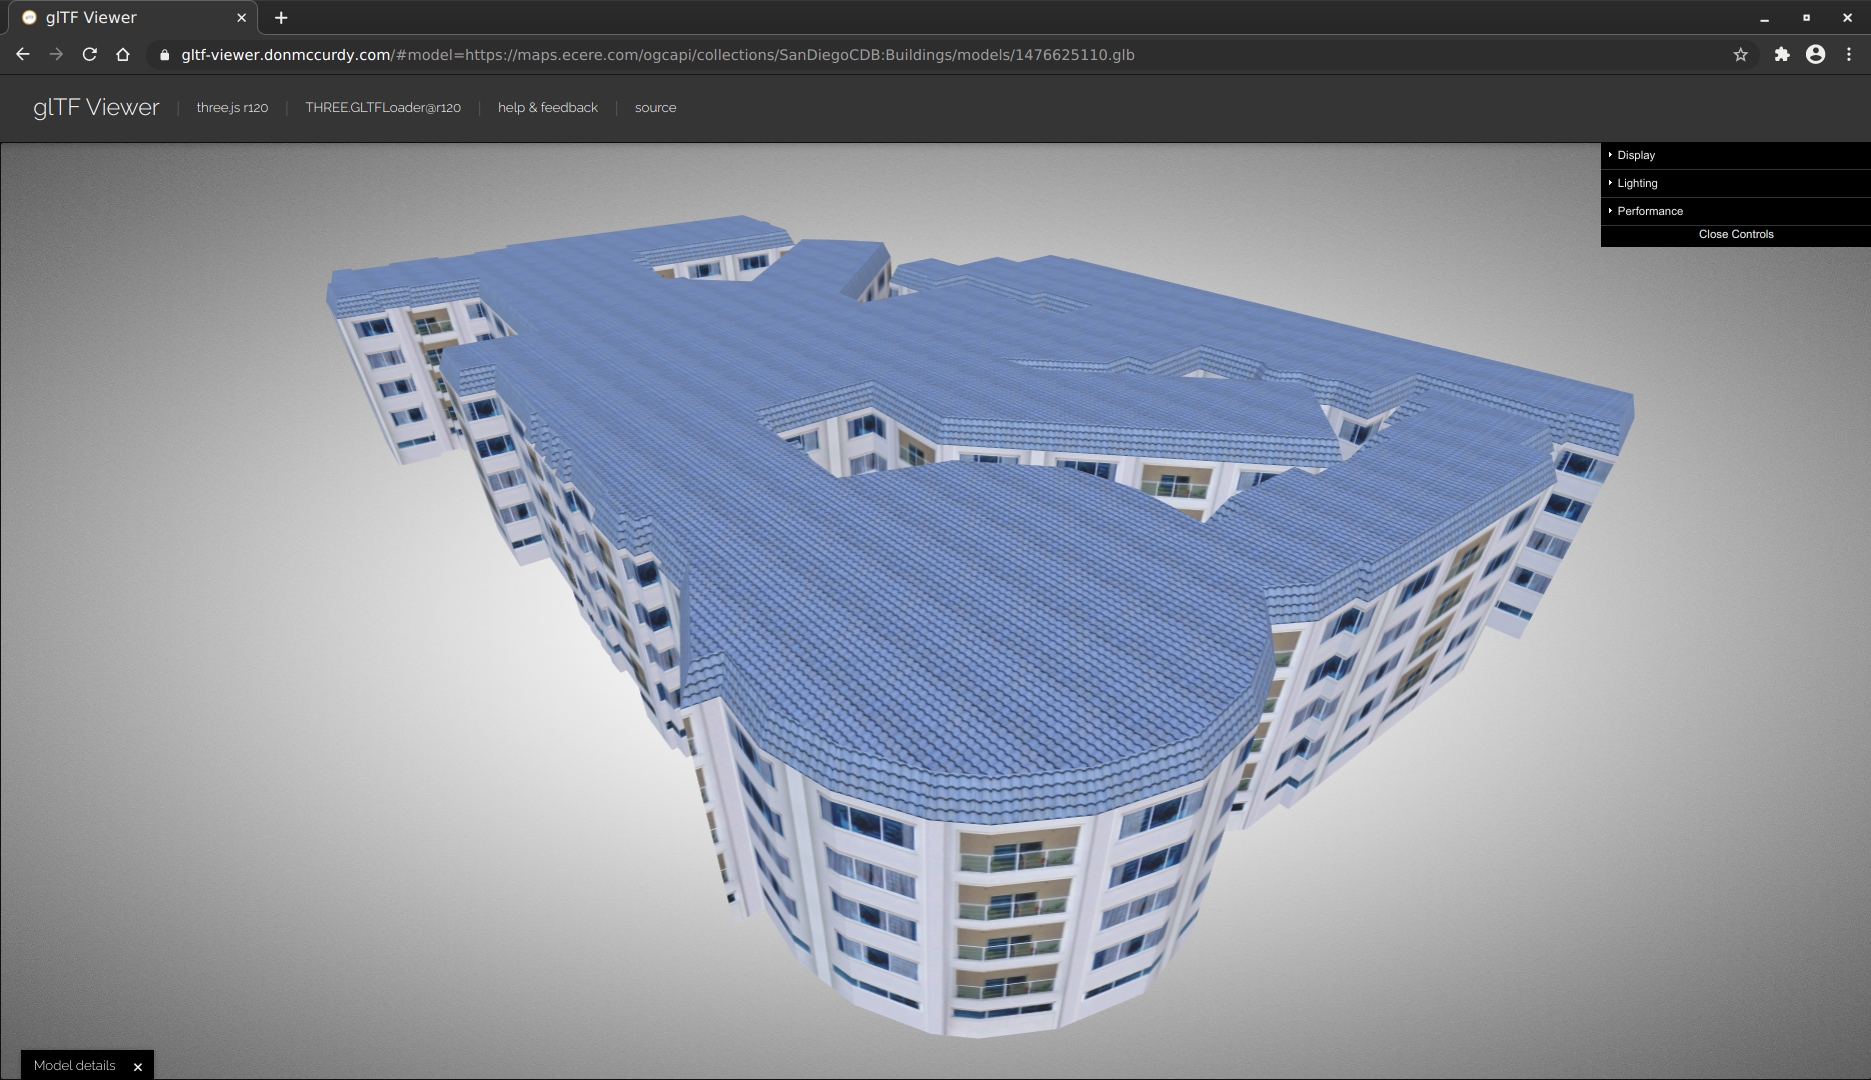 glTF Viewer
gltf-viewer.donmccurdy.com/#model=https://maps.ecere.com/ogcapi/collections/SanDiegoCDB:Buildings/models/1476625110.glb
glTF Viewer | three.js r120 | THREE.GLTFLoader@r120 | help & feedback | source
Display
Lighting
Performance
Close Controls
Model details ×